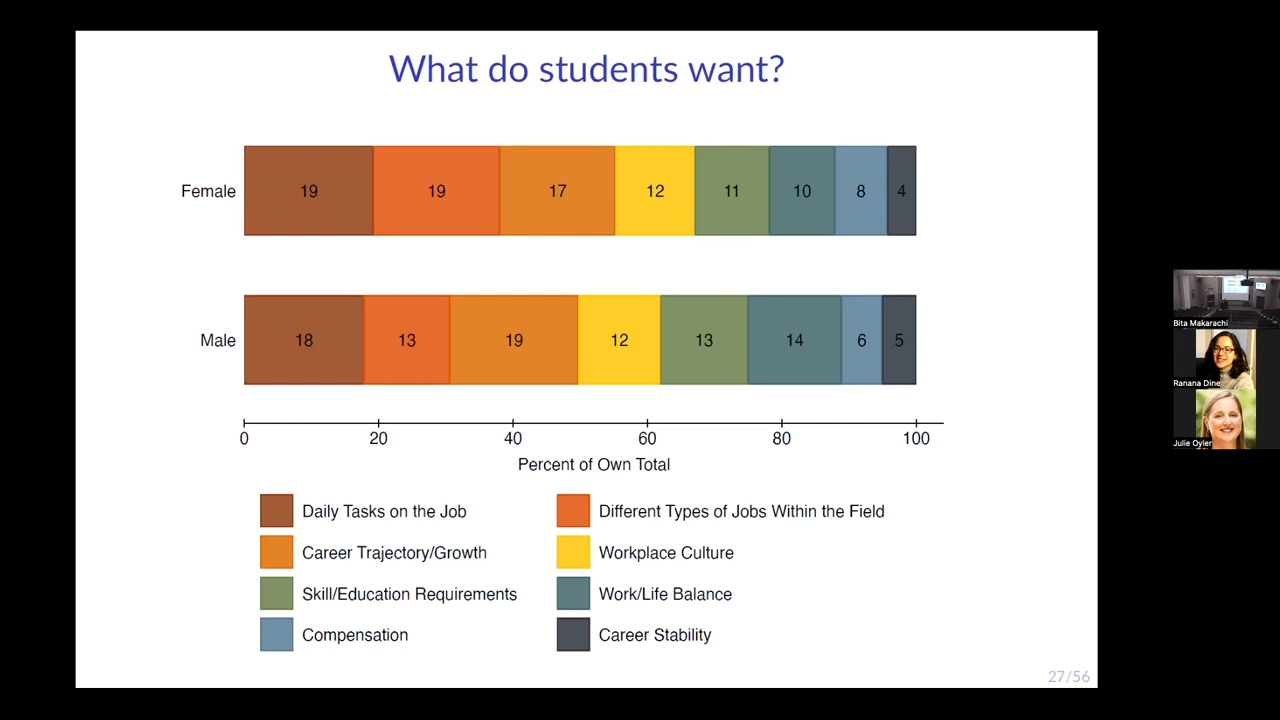 What do students want?
Female 19 19 17 12 11 10 8 4
Male 18 13 19 12 13 14 6 5
0 20 40 60 80 100
Percent of Own Total
Daily Tasks on the Job Different Types of Jobs Within the Field
Career Trajectory/Growth Workplace Culture
Skill/Education Requirements Work/Life Balance
Compensation Career Stability
27/56
Bita Makarachi
Ranana Dine
Julie Oyler